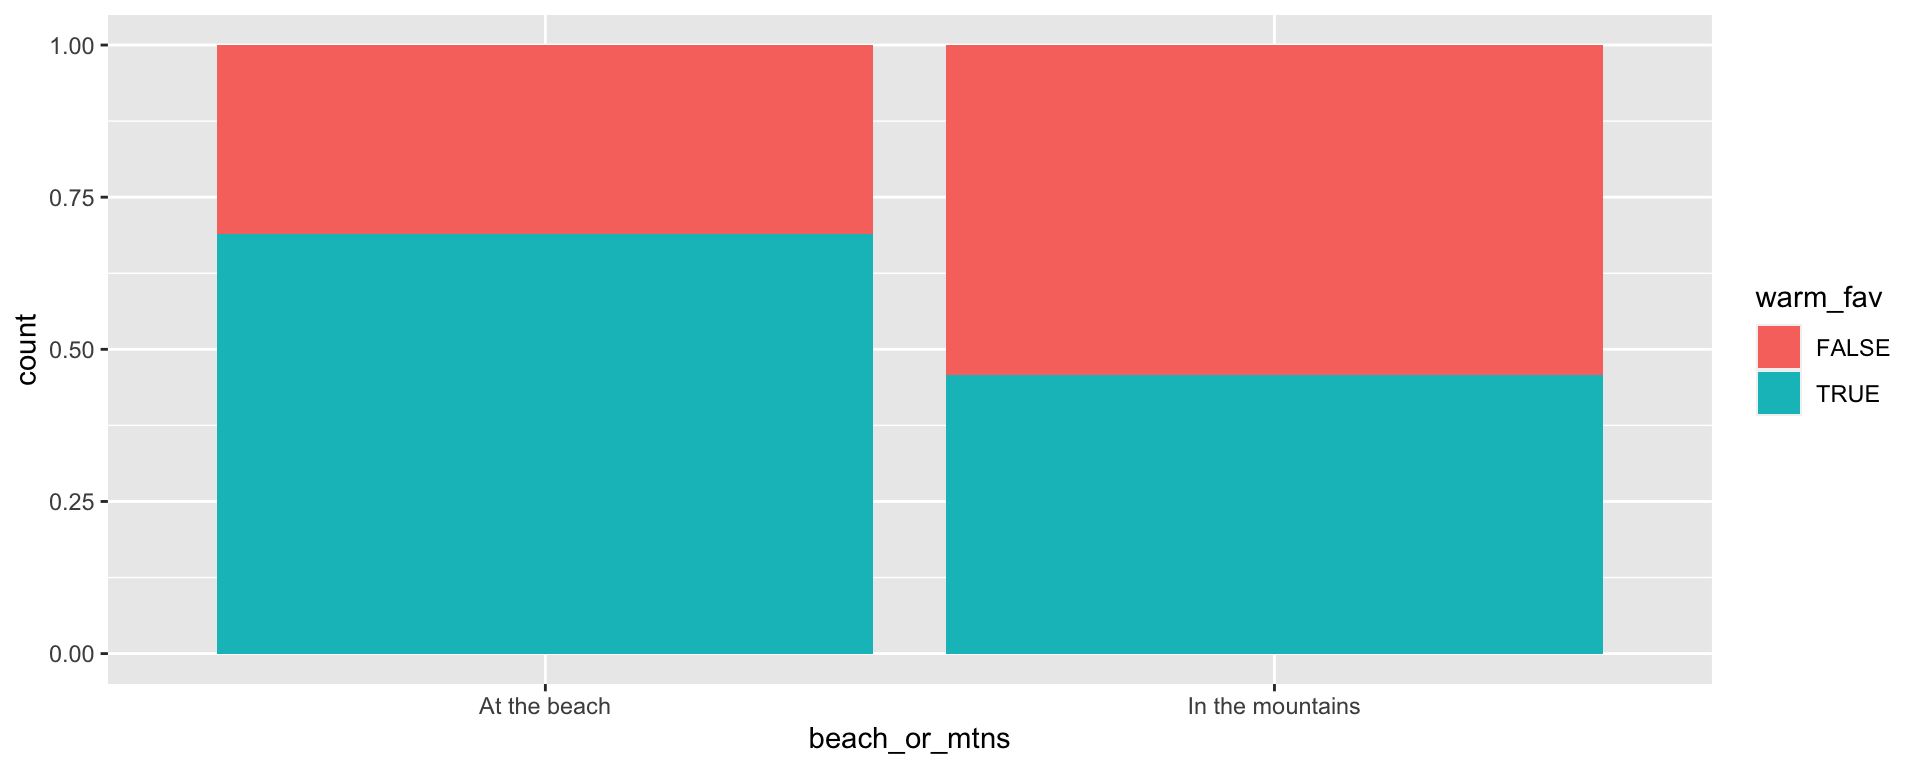 1.00
0.75
0.50
0.25
0.00
count
At the beach
In the mountains
beach_or_mtns
warm_fav
FALSE
TRUE